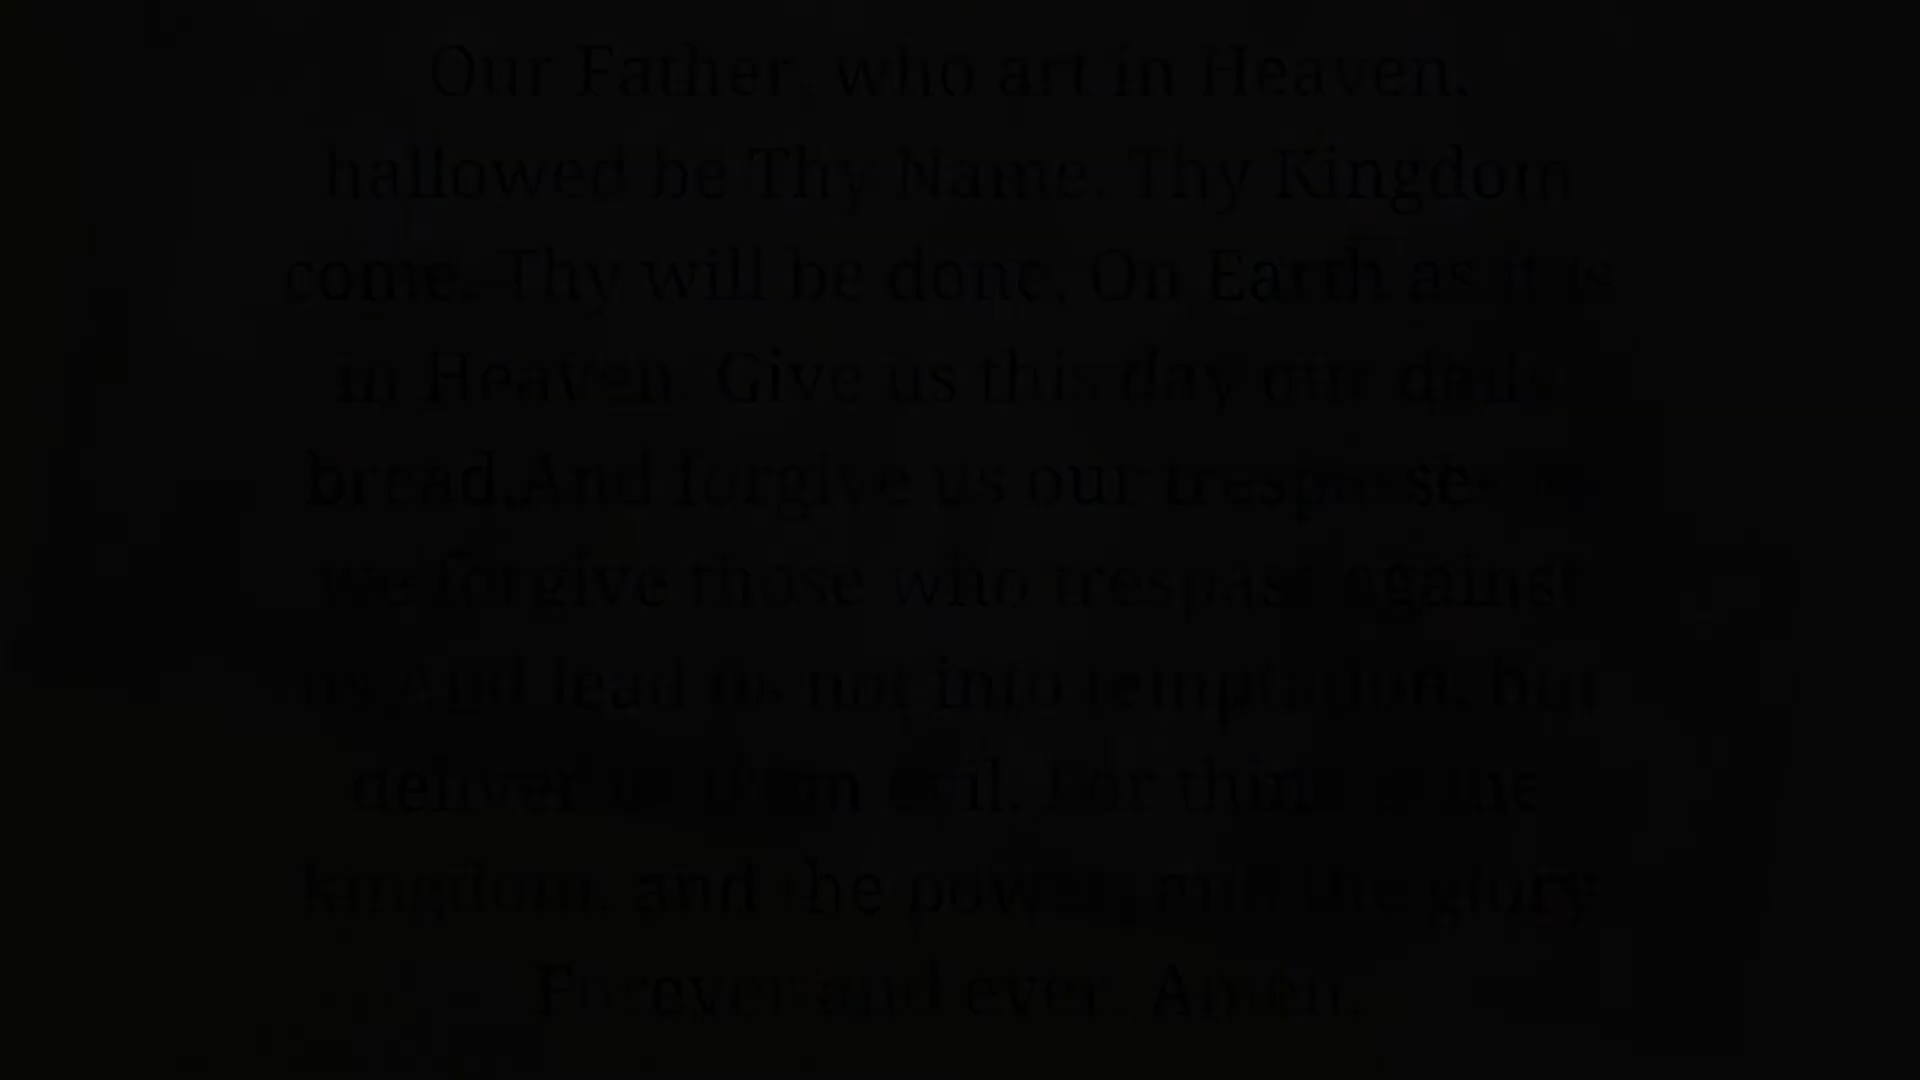 Our Father, who art in Heaven,
hallowed be Thy Name. Thy Kingdom
come. Thy will be done, On Earth as it is
in Heaven. Give us this day our daily
bread.And forgive us our trespasses as
we forgive those who trespass against
us.And lead us not into temptation, but
deliver us from evil. For thine is the
kingdom, and the power, and the glory
Forever and ever. Amen.